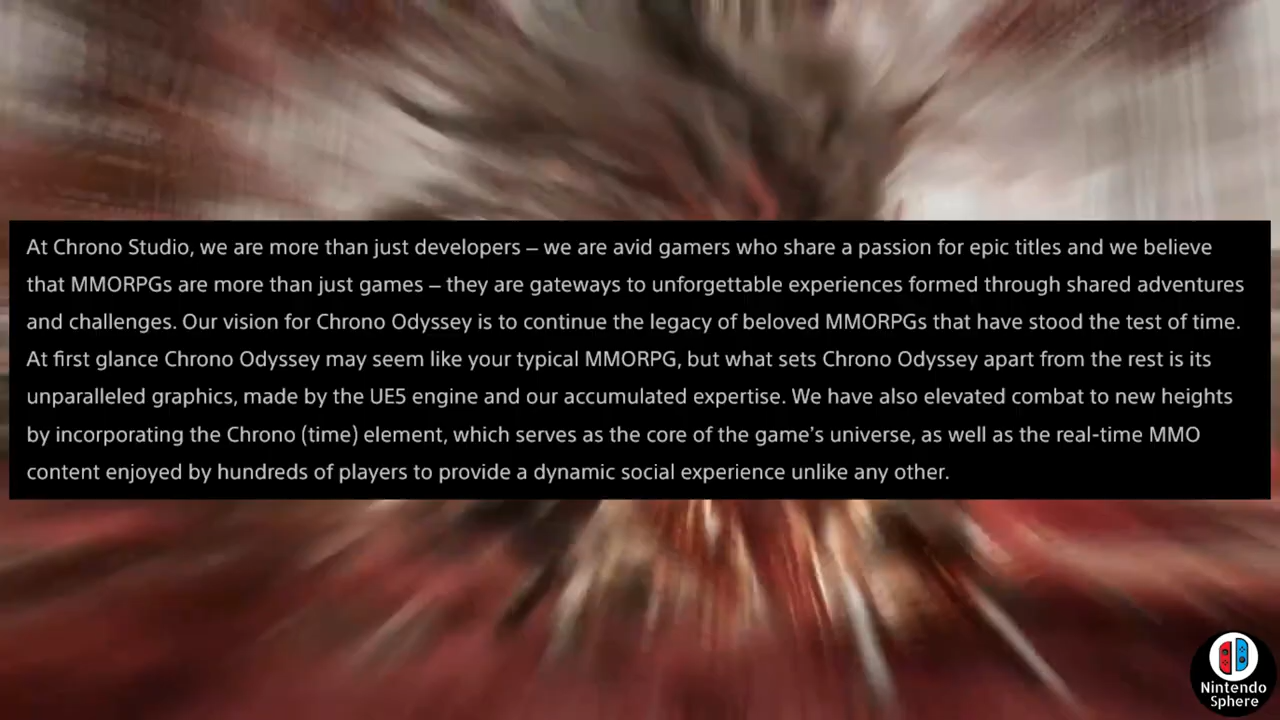 At Chrono Studio, we are more than just developers – we are avid gamers who share a passion for epic titles and we believe
that MMORPGs are more than just games – they are gateways to unforgettable experiences formed through shared adventures
and challenges. Our vision for Chrono Odyssey is to continue the legacy of beloved MMORPGs that have stood the test of time.
At first glance Chrono Odyssey may seem like your typical MMORPG, but what sets Chrono Odyssey apart from the rest is its
unparalleled graphics, made by the UE5 engine and our accumulated expertise. We have also elevated combat to new heights
by incorporating the Chrono (time) element, which serves as the core of the game's universe, as well as the real-time MMO
content enjoyed by hundreds of players to provide a dynamic social experience unlike any other.
Nintendo
Sphere